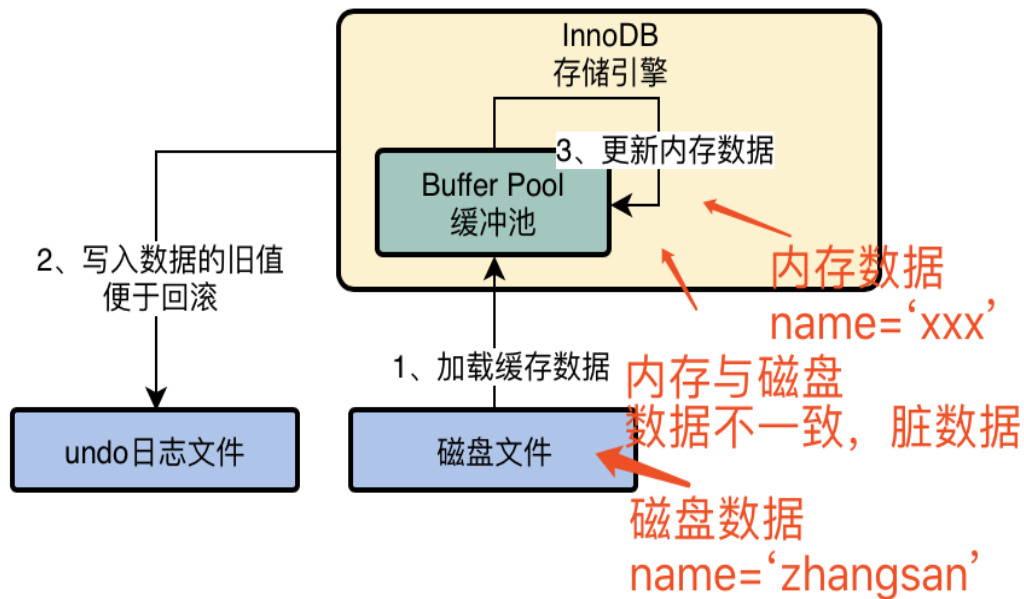 InnoDB
存储引擎
3、更新内存数据
Buffer Pool
缓冲池
2、写入数据的旧值
便于回滚
内存数据
name=‘xxx’
1、加载缓存数据
内存与磁盘
数据不一致，脏数据
undo日志文件
磁盘文件
磁盘数据
name=‘zhangsan’